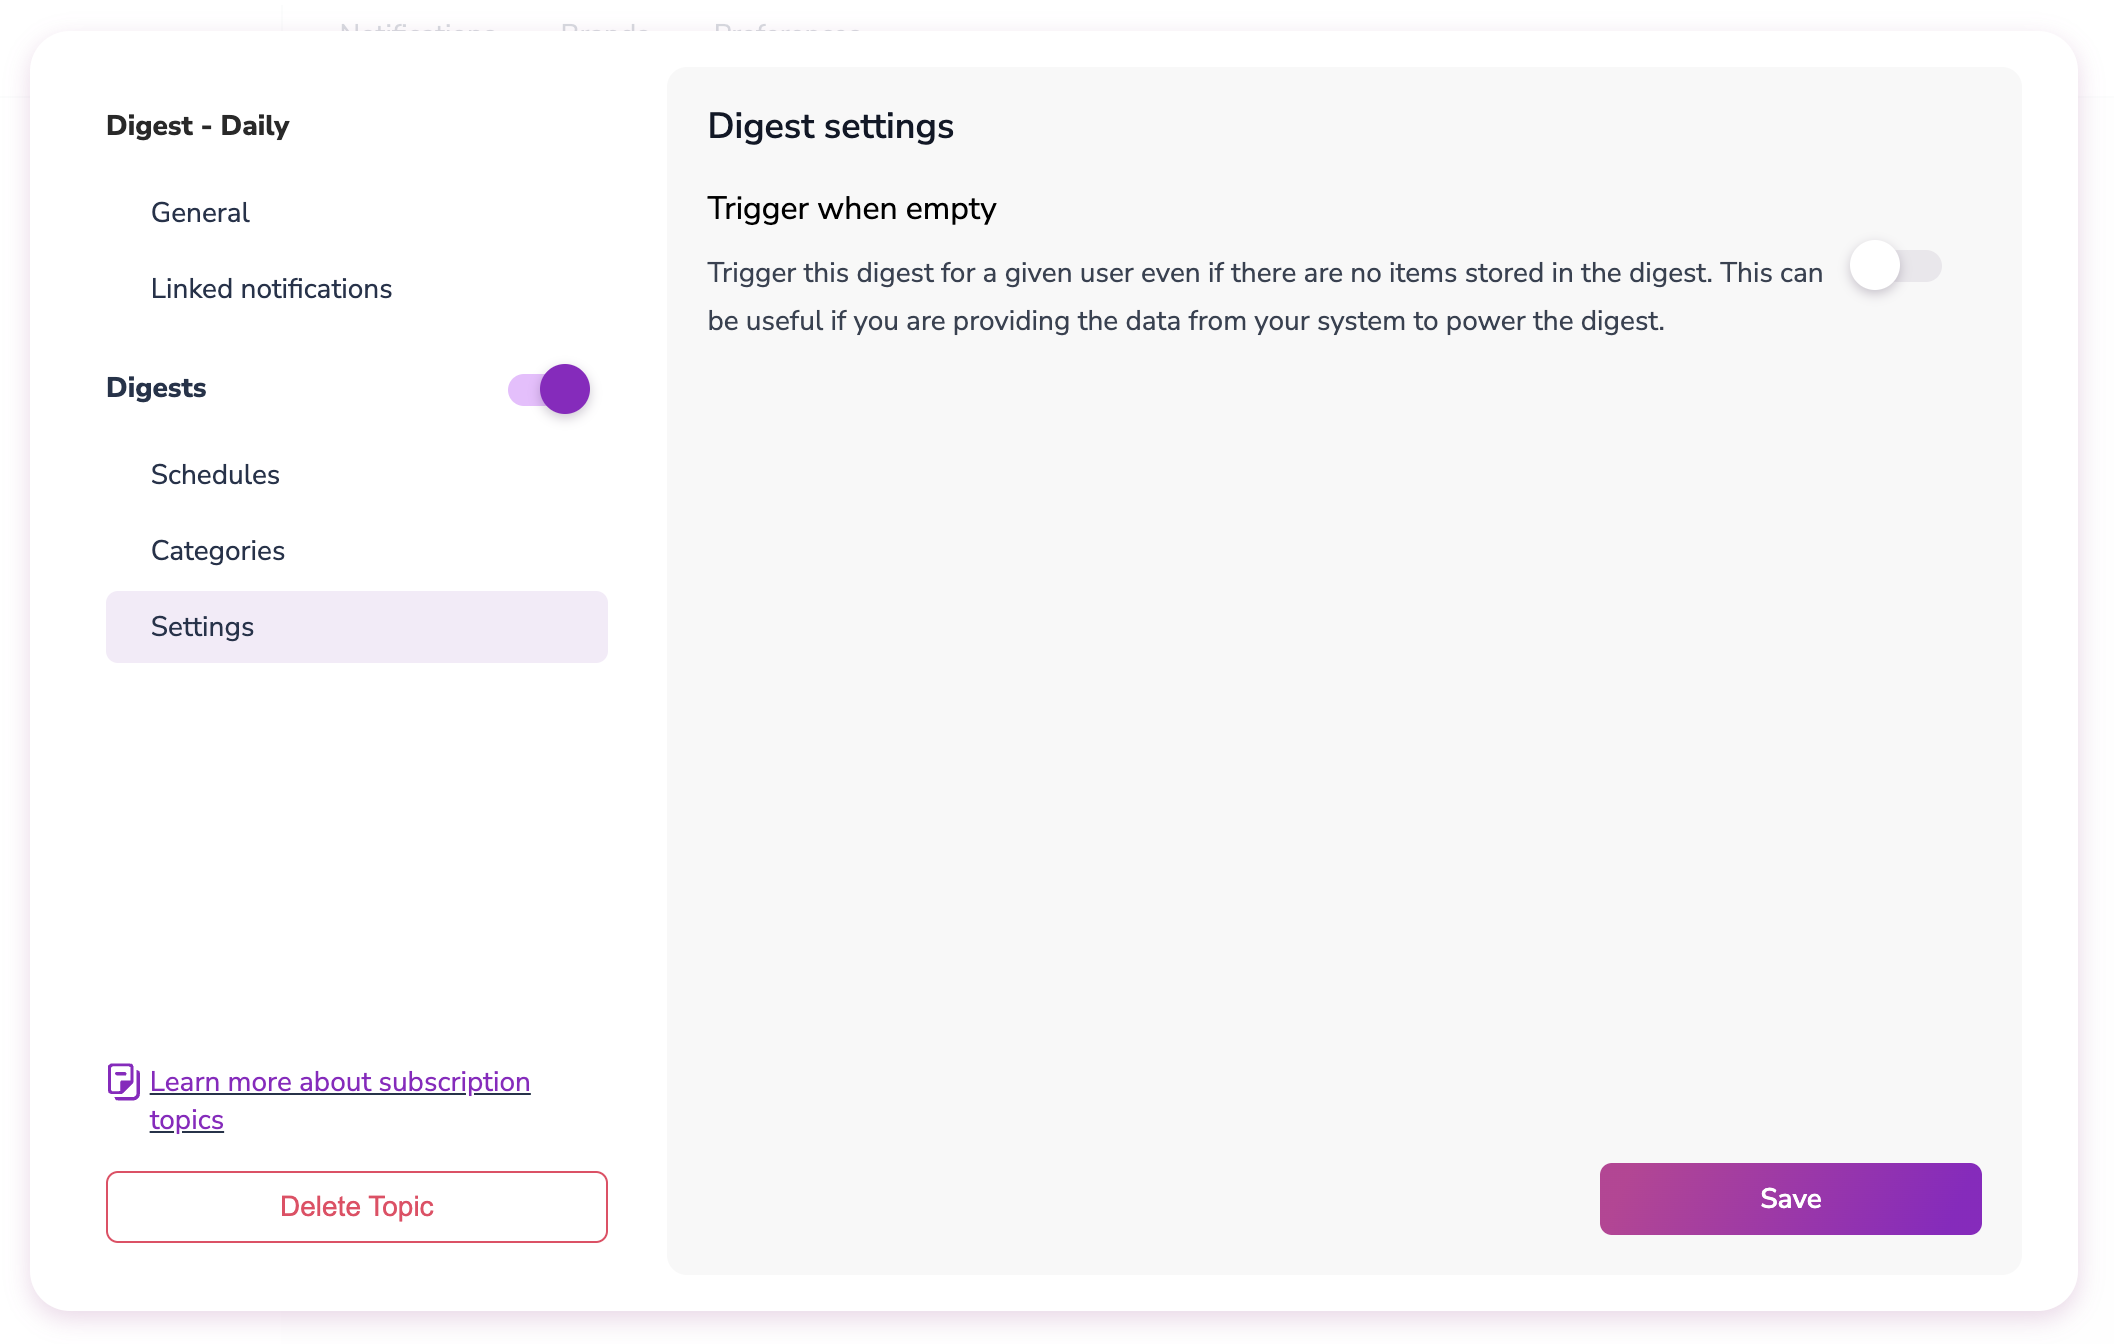 Notifications Brands Preferences
Digest - Daily
General
Linked notifications
Digests
Schedules
Categories
Settings
Learn more about subscription
topics
Delete Topic
Digest settings
Trigger when empty
Trigger this digest for a given user even if there are no items stored in the digest. This can
be useful if you are providing the data from your system to power the digest.
Save